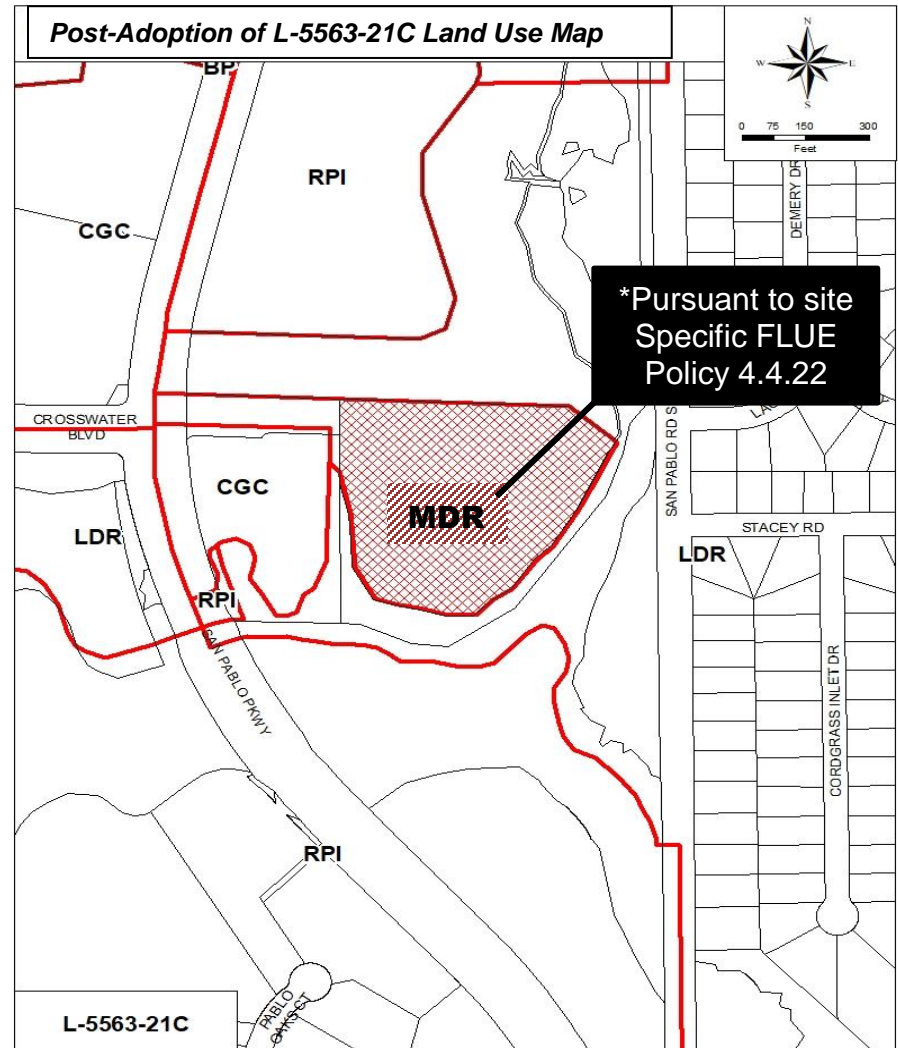 Post-Adoption of L-5563-21C Land Use Map
N
W
E
S
0 75 150 300
Feet
BP
RPI
CGC
DEMERY DR
*Pursuant to site
Specific FLUE
Policy 4.4.22
CROSSWATER
BLVD
SAN PABLO RD S
CGC
MDR
LDR
STACEY RD
LDR
RPI
SAN PABLO PKWY
CORDGRASS INLET DR
RPI
PABLO
OAKS CT
L-5563-21C